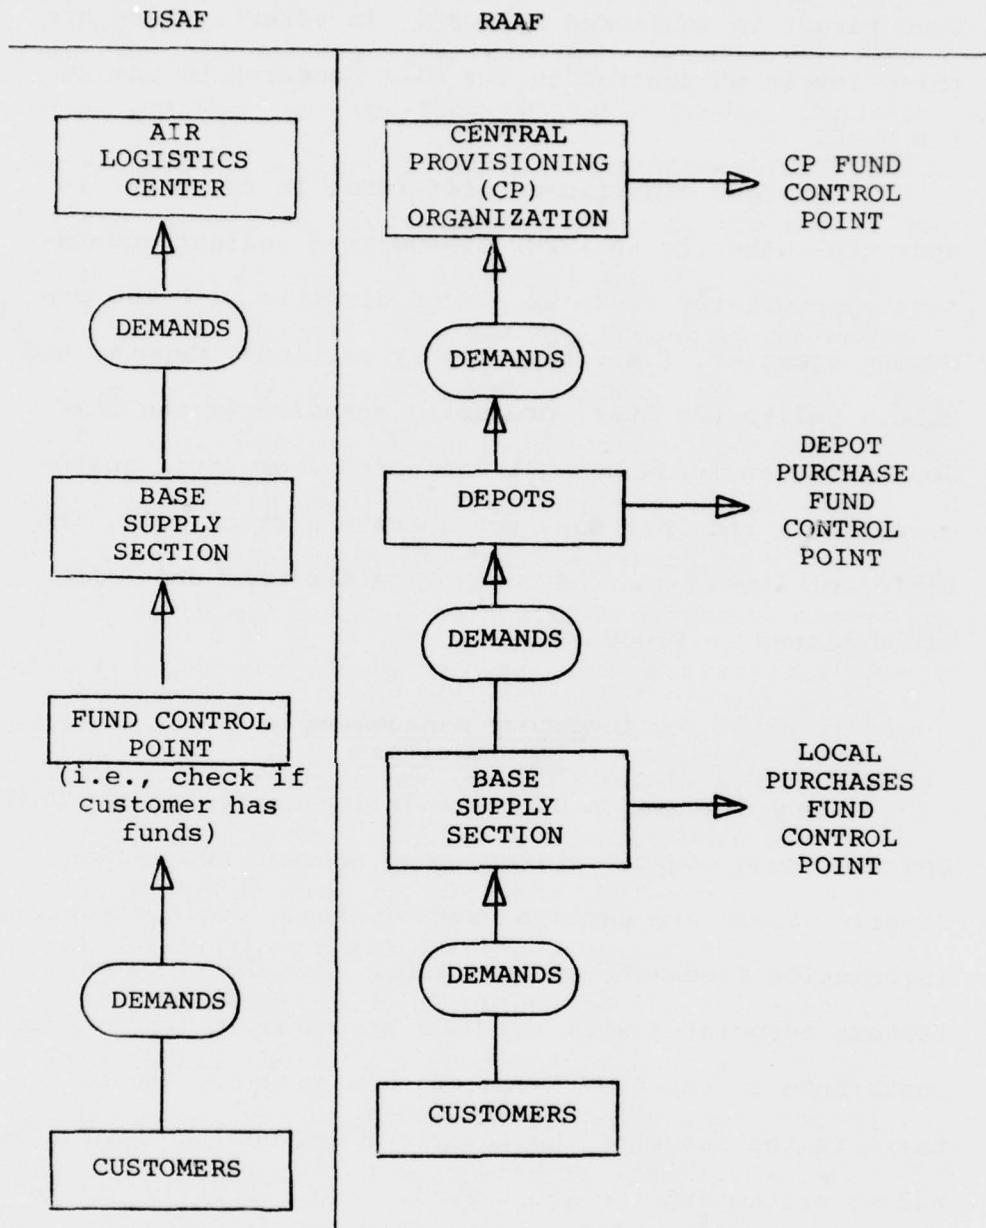 USAF
AIR
LOGISTICS
CENTER
DEMANDS
BASE
SUPPLY
SECTION
FUND CONTROL
POINT
(i.e., check if
customer has
funds)
DEMANDS
CUSTOMERS
RAAF
CENTRAL
PROVISIONING
(CP)
ORGANIZATION
CP FUND
CONTROL
POINT
DEMANDS
DEPOTS
DEPOT
PURCHASE
FUND
CONTROL
POINT
DEMANDS
BASE
SUPPLY
SECTION
LOCAL
PURCHASES
FUND
CONTROL
POINT
DEMANDS
CUSTOMERS